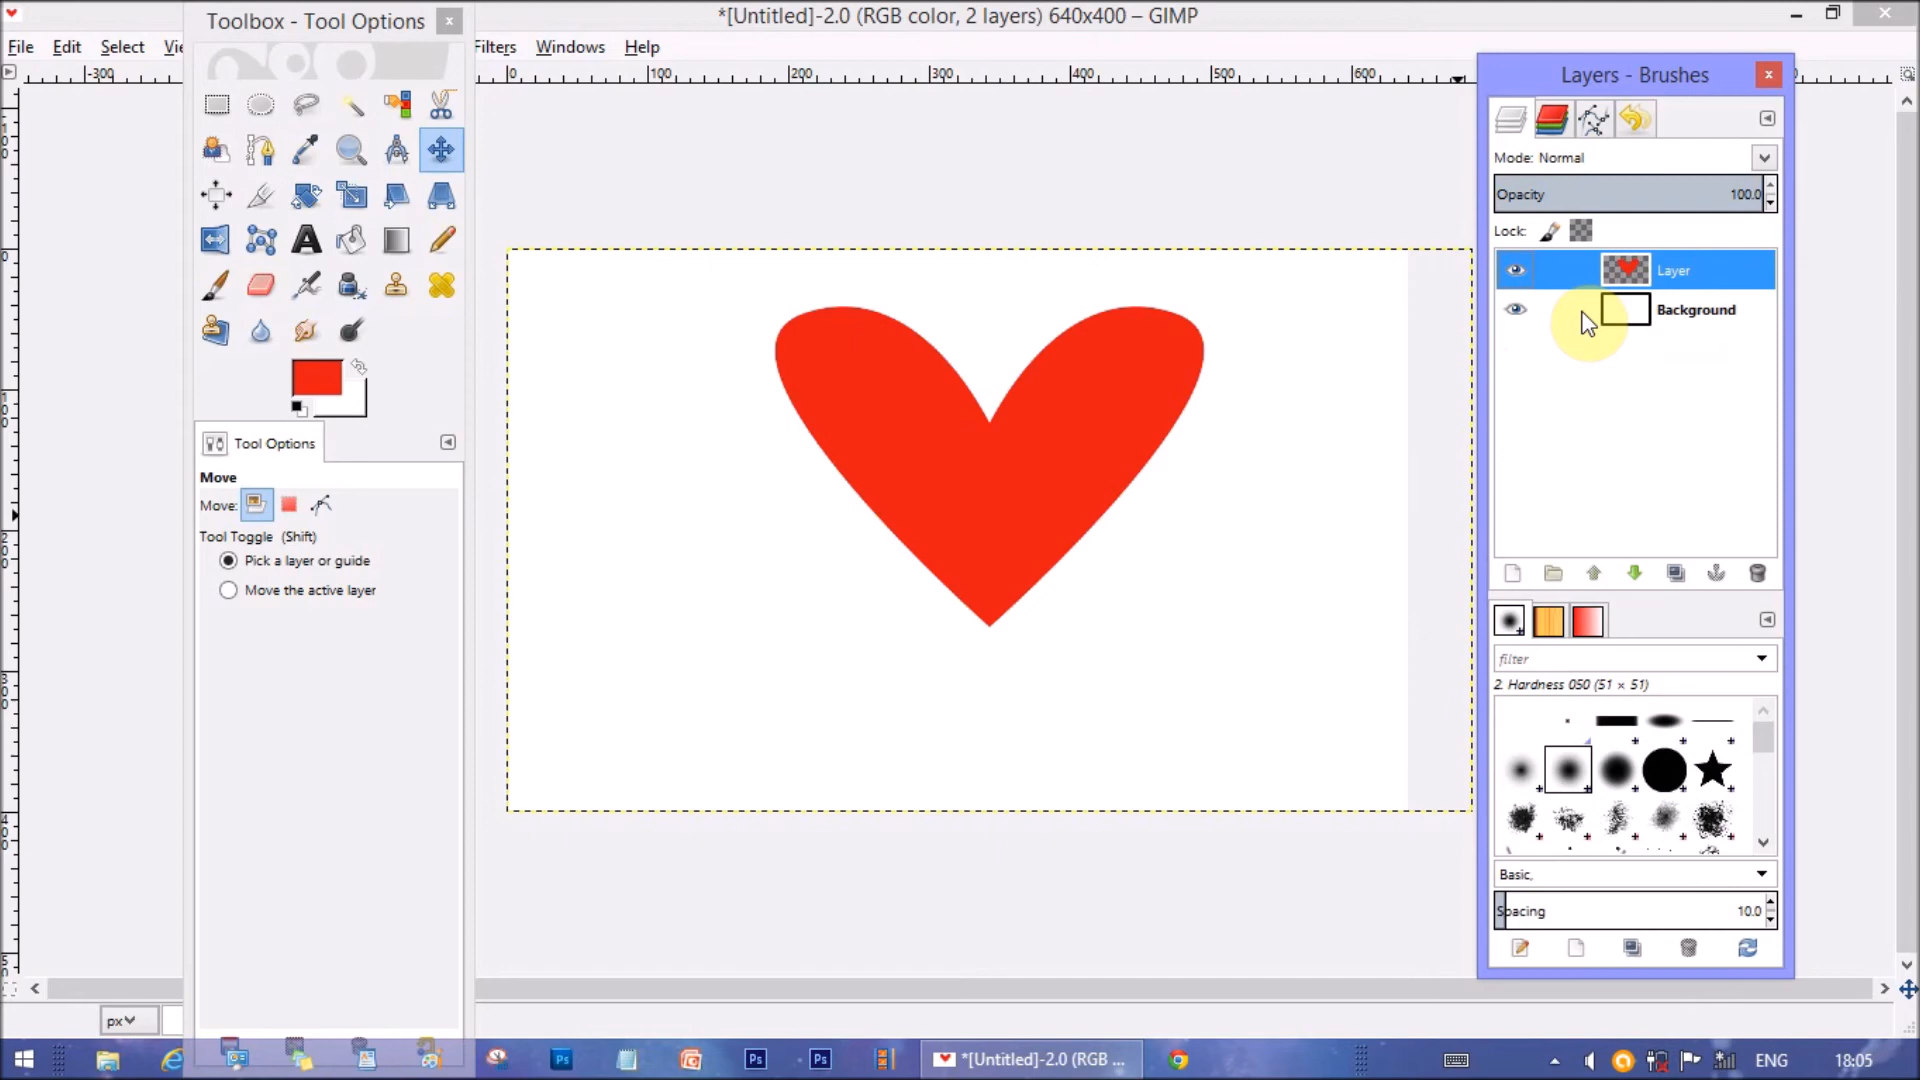 Toolbox - Tool Options
*[Untitled]-2.0 (RGB color, 2 layers) 640x400 – GIMP
File Edit Select Vie Filters Windows Help
-300 0 100 200 300 400 500 600
Layers - Brushes
Mode: Normal
Opacity 100.0
Lock:
Layer
Background
Tool Options
Move
Move:
Tool Toggle (Shift)
Pick a layer or guide
Move the active layer
filter
2. Hardness 050 (51 × 51)
Basic,
Spacing 10.0
px
Ps
Ps
Ps
*[Untitled]-2.0 (RGB ...
ENG
18:05